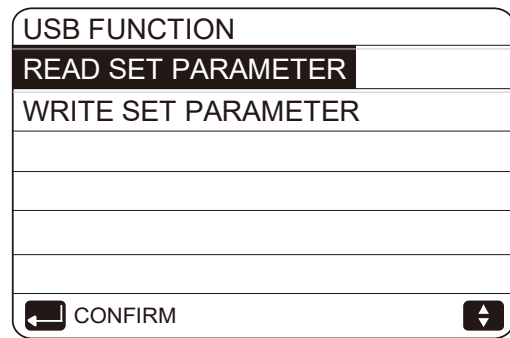 USB FUNCTION
READ SET PARAMETER
WRITE SET PARAMETER
CONFIRM